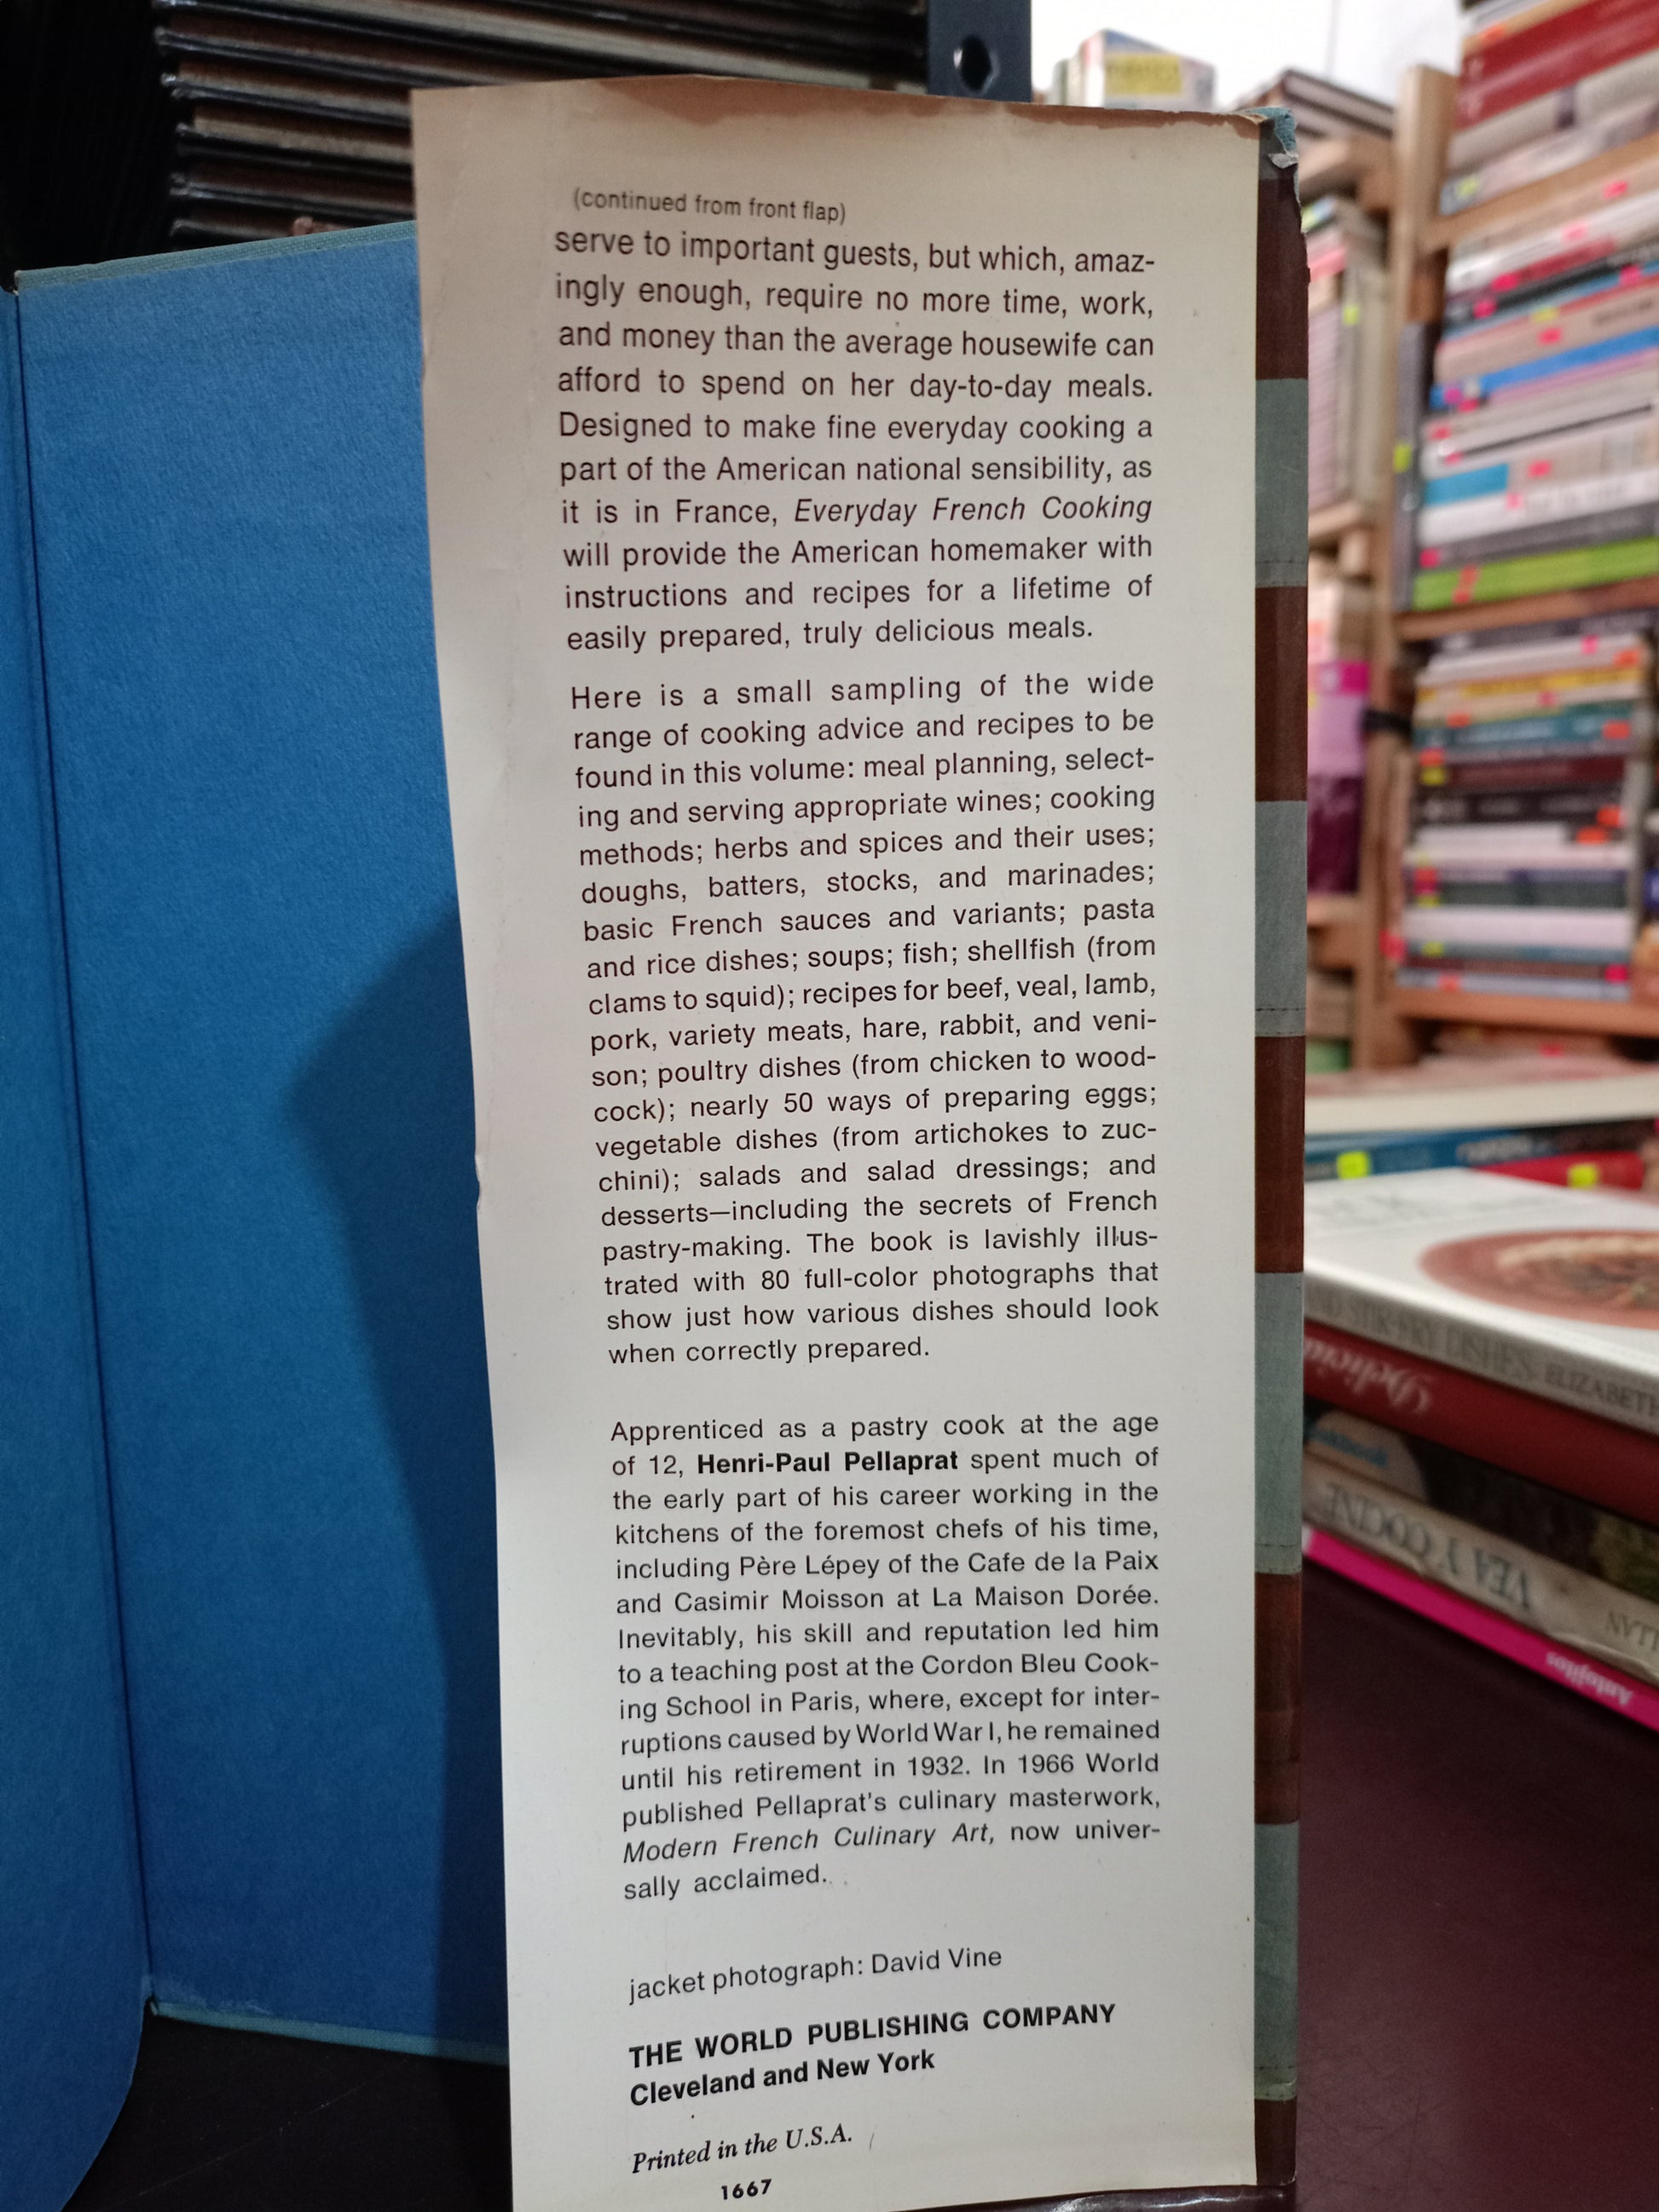 (continued from front flap)
serve to important guests, but which, amaz-
ingly enough, require no more time, work,
and money than the average housewife can
afford to spend on her day-to-day meals.
Designed to make fine everyday cooking a
part of the American national sensibility, as
it is in France, Everyday French Cooking
will provide the American homemaker with
instructions and recipes for a lifetime of
easily prepared, truly delicious meals.
Here is a small sampling of the wide
range of cooking advice and recipes to be
found in this volume: meal planning, select-
ing and serving appropriate wines; cooking
methods; herbs and spices and their uses;
doughs, batters, stocks, and marinades;
basic French sauces and variants; pasta
and rice dishes; soups; fish; shellfish (from
clams to squid); recipes for beef, veal, lamb,
pork, variety meats, hare, rabbit, and veni-
son; poultry dishes (from chicken to wood-
cock); nearly 50 ways of preparing eggs;
vegetable dishes (from artichokes to zuc-
chini); salads and salad dressings; and
desserts—including the secrets of French
pastry-making. The book is lavishly illus-
trated with 80 full-color photographs that
show just how various dishes should look
when correctly prepared.
Apprenticed as a pastry cook at the age
of 12, Henri-Paul Pellaprat spent much of
the early part of his career working in the
kitchens of the foremost chefs of his time,
including Père Lépey of the Cafe de la Paix
and Casimir Moisson at La Maison Dorée.
Inevitably, his skill and reputation led him
to a teaching post at the Cordon Bleu Cook-
ing School in Paris, where, except for inter-
ruptions caused by World War I, he remained
until his retirement in 1932. In 1966 World
published Pellaprat's culinary masterwork,
Modern French Culinary Art, now univer-
sally acclaimed.
jacket photograph: David Vine
THE WORLD PUBLISHING COMPANY
Cleveland and New York
Printed in the U.S.A.
1667
STIR-FRY DISHES ELIZABETH
Delicias
VEA Y COCINE
Antojitos